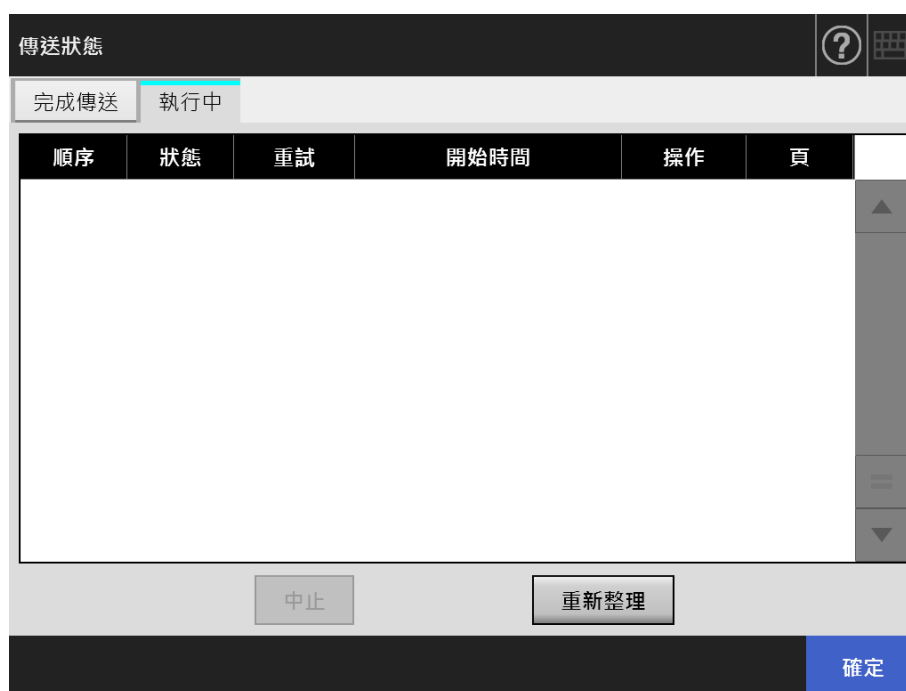 傳送狀態 ?
完成傳送 執行中
順序 狀態 重試 開始時間 操作 頁
中止 重新整理
確定